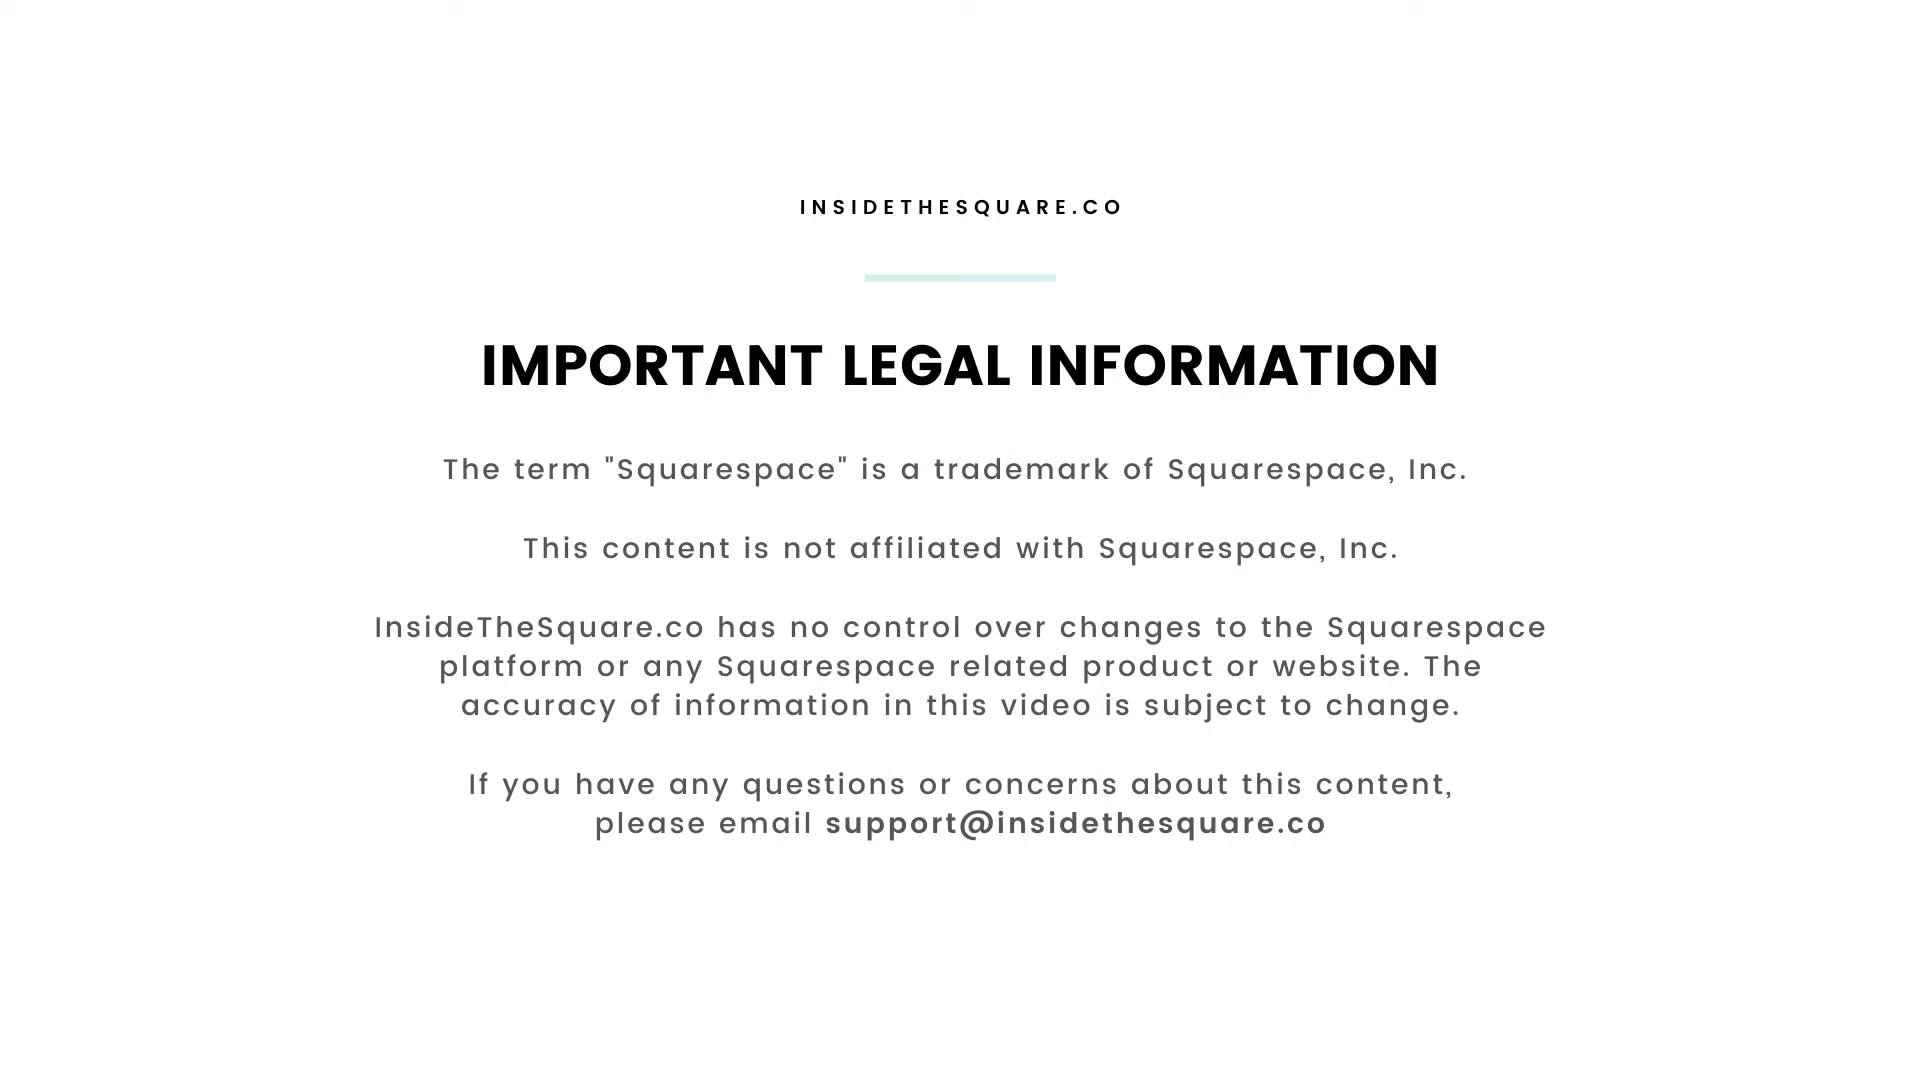 INSIDETHESQUARE.CO
IMPORTANT LEGAL INFORMATION
The term "Squarespace" is a trademark of Squarespace, Inc.
This content is not affiliated with Squarespace, Inc.
InsideTheSquare.co has no control over changes to the Squarespace
platform or any Squarespace related product or website. The
accuracy of information in this video is subject to change.
If you have any questions or concerns about this content,
please email support@insidethesquare.co